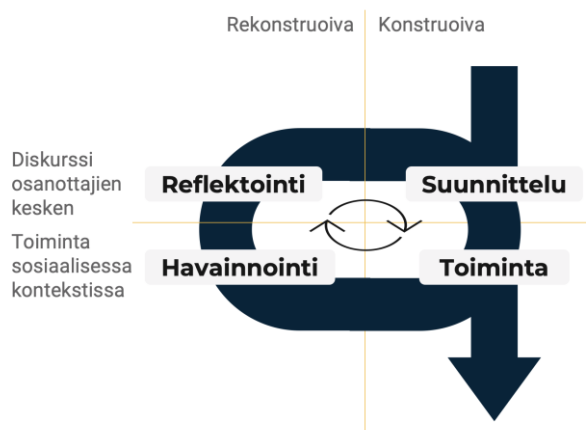 Rekonstruoiva
Konstruoiva
Diskurssi
osanottajien
kesken
Reflektointi
Suunnittelu
Toiminta
sosiaalisessa
kontekstissa
Havainnointi
Toiminta